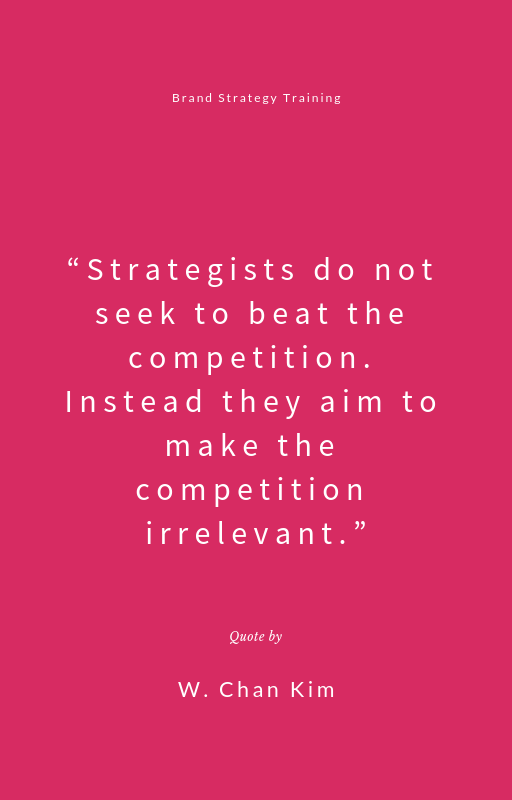 Brand Strategy Training
“Strategists do not
seek to beat the
competition.
Instead they aim to
make the
competition
irrelevant.”
Quote by
W. Chan Kim